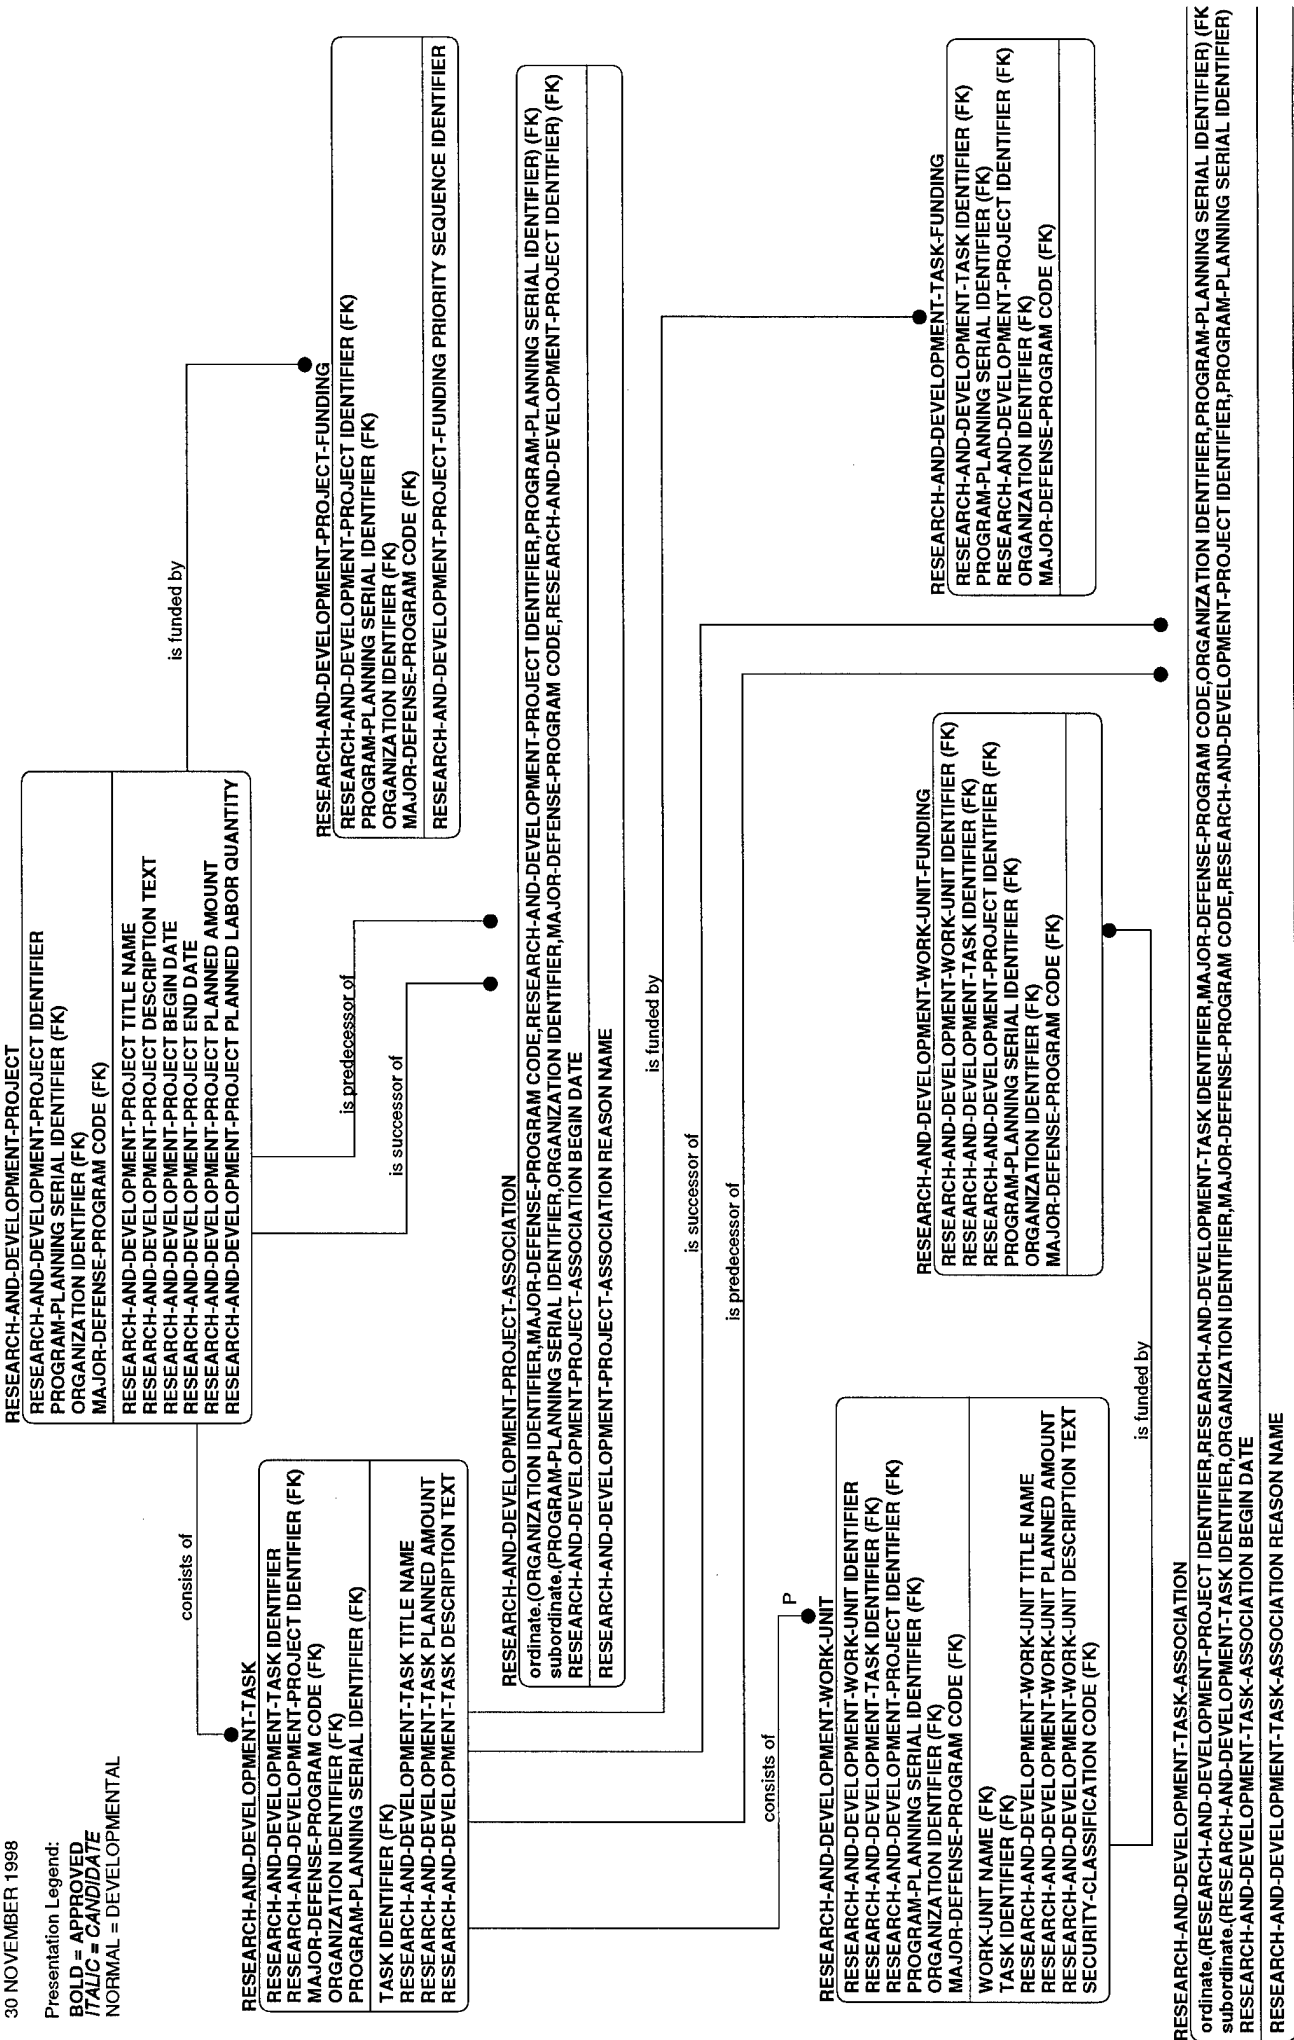 30 NOVEMBER 1998
Presentation Legend:
BOLD = APPROVED
ITALIC = CANDIDATE
NORMAL = DEVELOPMENTAL
RESEARCH-AND-DEVELOPMENT-PROJECT
RESEARCH-AND-DEVELOPMENT-PROJECT IDENTIFIER
PROGRAM-PLANNING SERIAL IDENTIFIER (FK)
ORGANIZATION IDENTIFIER (FK)
MAJOR-DEFENSE-PROGRAM CODE (FK)
RESEARCH-AND-DEVELOPMENT-PROJECT TITLE NAME
RESEARCH-AND-DEVELOPMENT-PROJECT DESCRIPTION TEXT
RESEARCH-AND-DEVELOPMENT-PROJECT BEGIN DATE
RESEARCH-AND-DEVELOPMENT-PROJECT END DATE
RESEARCH-AND-DEVELOPMENT-PROJECT PLANNED AMOUNT
RESEARCH-AND-DEVELOPMENT-PROJECT PLANNED LABOR QUANTITY
consists of
is funded by
is predecessor of
is successor of
RESEARCH-AND-DEVELOPMENT-TASK
RESEARCH-AND-DEVELOPMENT-TASK IDENTIFIER
RESEARCH-AND-DEVELOPMENT-PROJECT IDENTIFIER (FK)
MAJOR-DEFENSE-PROGRAM CODE (FK)
ORGANIZATION IDENTIFIER (FK)
PROGRAM-PLANNING SERIAL IDENTIFIER (FK)
TASK IDENTIFIER (FK)
RESEARCH-AND-DEVELOPMENT-TASK TITLE NAME
RESEARCH-AND-DEVELOPMENT-TASK PLANNED AMOUNT
RESEARCH-AND-DEVELOPMENT-TASK DESCRIPTION TEXT
RESEARCH-AND-DEVELOPMENT-PROJECT-FUNDING
RESEARCH-AND-DEVELOPMENT-PROJECT IDENTIFIER (FK)
PROGRAM-PLANNING SERIAL IDENTIFIER (FK)
ORGANIZATION IDENTIFIER (FK)
MAJOR-DEFENSE-PROGRAM CODE (FK)
RESEARCH-AND-DEVELOPMENT-PROJECT-FUNDING PRIORITY SEQUENCE IDENTIFIER
RESEARCH-AND-DEVELOPMENT-PROJECT-ASSOCIATION
ordinate.(ORGANIZATION IDENTIFIER,MAJOR-DEFENSE-PROGRAM CODE,RESEARCH-AND-DEVELOPMENT-PROJECT IDENTIFIER,PROGRAM-PLANNING SERIAL IDENTIFIER) (FK)
subordinate.(PROGRAM-PLANNING SERIAL IDENTIFIER,ORGANIZATION IDENTIFIER,MAJOR-DEFENSE-PROGRAM CODE,RESEARCH-AND-DEVELOPMENT-PROJECT IDENTIFIER) (FK)
RESEARCH-AND-DEVELOPMENT-PROJECT-ASSOCIATION BEGIN DATE
RESEARCH-AND-DEVELOPMENT-PROJECT-ASSOCIATION REASON NAME
is funded by
is successor of
is predecessor of
consists of
P
RESEARCH-AND-DEVELOPMENT-WORK-UNIT
RESEARCH-AND-DEVELOPMENT-WORK-UNIT IDENTIFIER
RESEARCH-AND-DEVELOPMENT-TASK IDENTIFIER (FK)
RESEARCH-AND-DEVELOPMENT-PROJECT IDENTIFIER (FK)
PROGRAM-PLANNING SERIAL IDENTIFIER (FK)
ORGANIZATION IDENTIFIER (FK)
MAJOR-DEFENSE-PROGRAM CODE (FK)
WORK-UNIT NAME (FK)
TASK IDENTIFIER (FK)
RESEARCH-AND-DEVELOPMENT-WORK-UNIT TITLE NAME
RESEARCH-AND-DEVELOPMENT-WORK-UNIT PLANNED AMOUNT
RESEARCH-AND-DEVELOPMENT-WORK-UNIT DESCRIPTION TEXT
SECURITY-CLASSIFICATION CODE (FK)
RESEARCH-AND-DEVELOPMENT-WORK-UNIT-FUNDING
RESEARCH-AND-DEVELOPMENT-WORK-UNIT IDENTIFIER (FK)
RESEARCH-AND-DEVELOPMENT-TASK IDENTIFIER (FK)
RESEARCH-AND-DEVELOPMENT-PROJECT IDENTIFIER (FK)
PROGRAM-PLANNING SERIAL IDENTIFIER (FK)
ORGANIZATION IDENTIFIER (FK)
MAJOR-DEFENSE-PROGRAM CODE (FK)
RESEARCH-AND-DEVELOPMENT-TASK-FUNDING
RESEARCH-AND-DEVELOPMENT-TASK IDENTIFIER (FK)
PROGRAM-PLANNING SERIAL IDENTIFIER (FK)
RESEARCH-AND-DEVELOPMENT-PROJECT IDENTIFIER (FK)
ORGANIZATION IDENTIFIER (FK)
MAJOR-DEFENSE-PROGRAM CODE (FK)
is funded by
RESEARCH-AND-DEVELOPMENT-TASK-ASSOCIATION
ordinate.(RESEARCH-AND-DEVELOPMENT-PROJECT IDENTIFIER,RESEARCH-AND-DEVELOPMENT-TASK IDENTIFIER,MAJOR-DEFENSE-PROGRAM CODE,ORGANIZATION IDENTIFIER,PROGRAM-PLANNING SERIAL IDENTIFIER) (FK
subordinate.(RESEARCH-AND-DEVELOPMENT-TASK IDENTIFIER,ORGANIZATION IDENTIFIER,MAJOR-DEFENSE-PROGRAM CODE,RESEARCH-AND-DEVELOPMENT-PROJECT IDENTIFIER,PROGRAM-PLANNING SERIAL IDENTIFIER)
RESEARCH-AND-DEVELOPMENT-TASK-ASSOCIATION BEGIN DATE
RESEARCH-AND-DEVELOPMENT-TASK-ASSOCIATION REASON NAME